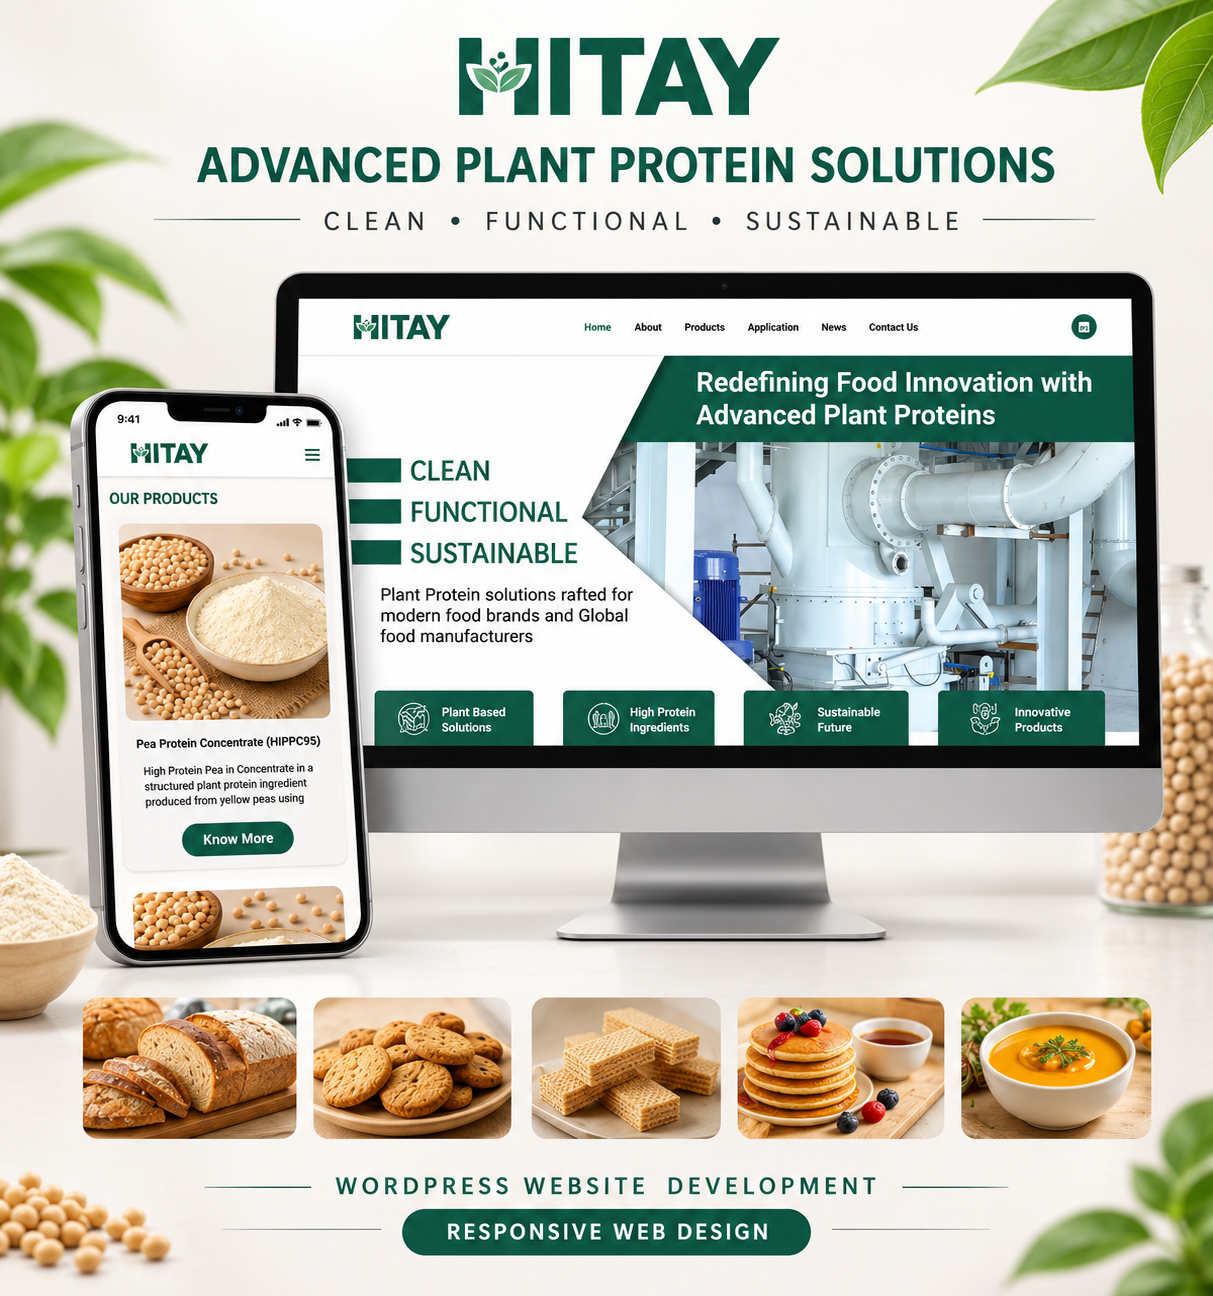 HITAY
ADVANCED PLANT PROTEIN SOLUTIONS
CLEAN • FUNCTIONAL • SUSTAINABLE
HITAY
Home About Products Application News Contact Us
Redefining Food Innovation with
Advanced Plant Proteins
CLEAN
FUNCTIONAL
SUSTAINABLE
Plant Protein solutions rafted for
modern food brands and Global
food manufacturers
Plant Based
Solutions
High Protein
Ingredients
Sustainable
Future
Innovative
Products
9:41
HITAY
OUR PRODUCTS
Pea Protein Concentrate (HIPPC95)
High Protein Pea in Concentrate in a
structured plant protein ingredient
produced from yellow peas using
Know More
WORDPRESS WEBSITE DEVELOPMENT
RESPONSIVE WEB DESIGN